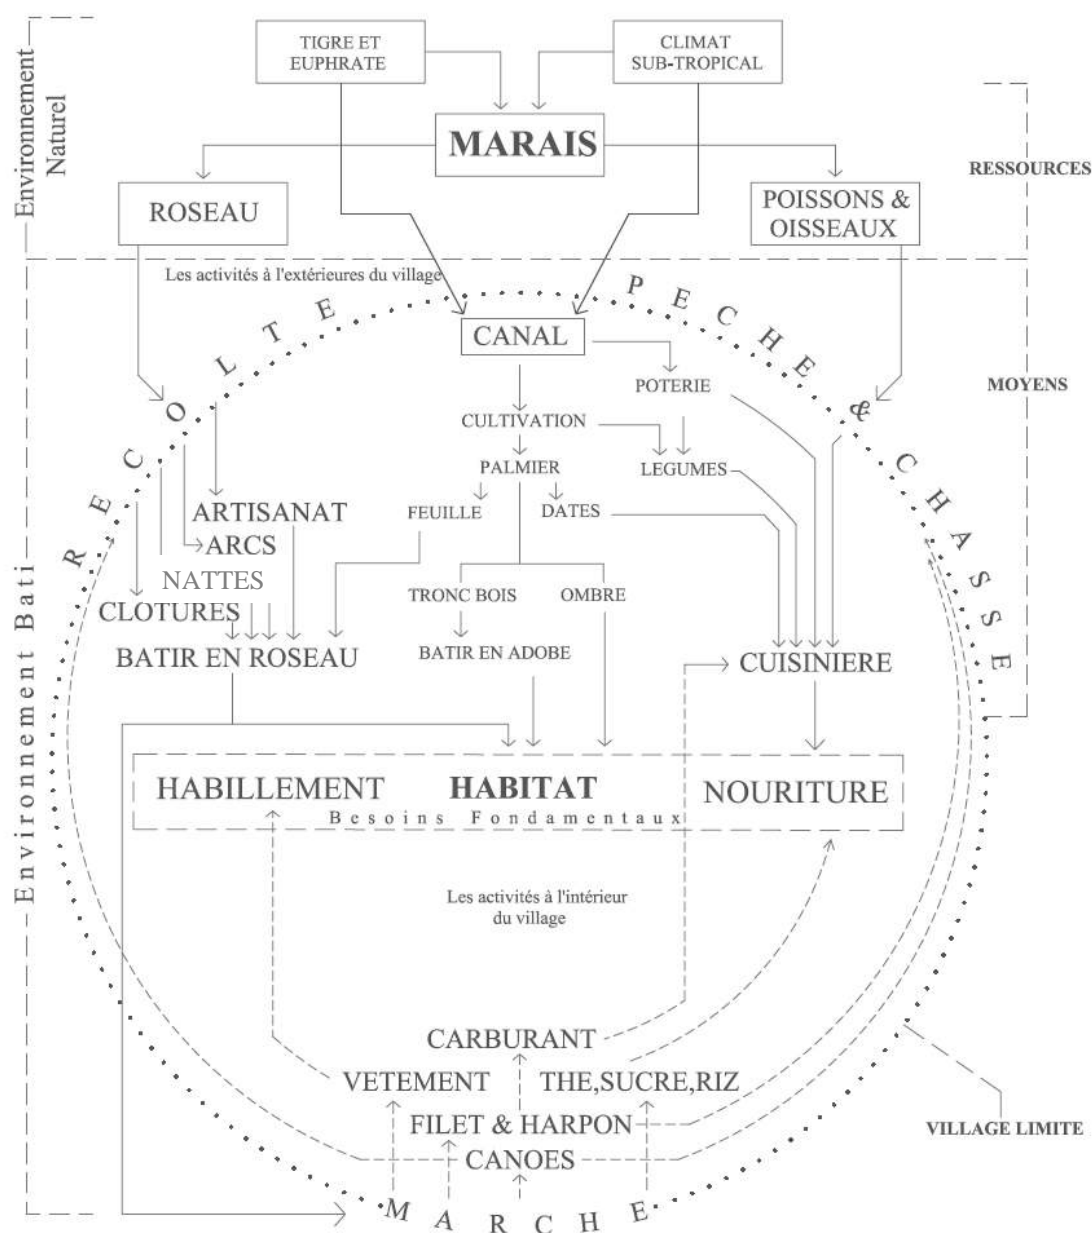 Environnement
Naturel
TIGRE ET
EUPHRATE
CLIMAT
SUB-TROPICAL
MARAIS
RESSOURCES
ROSEAU
POISSONS &
OISSEAUX
Les activités à l'extérieures du village
RECOLTE
PECHE & CHASSE
CANAL
POTERIE
MOYENS
CULTIVATION
PALMIER
LEGUMES
FEUILLE
DATES
ARTISANAT
ARCS
NATTES
CLOTURES
TRONC BOIS
OMBRE
BATIR EN ROSEAU
BATIR EN ADOBE
CUISINIERE
Environnement Bati
HABILLEMENT
HABITAT
NOURITURE
Besoins Fondamentaux
Les activités à l'intérieur
du village
CARBURANT
VETEMENT
THE,SUCRE,RIZ
FILET & HARPON
VILLAGE LIMITE
CANOES
MARCHE